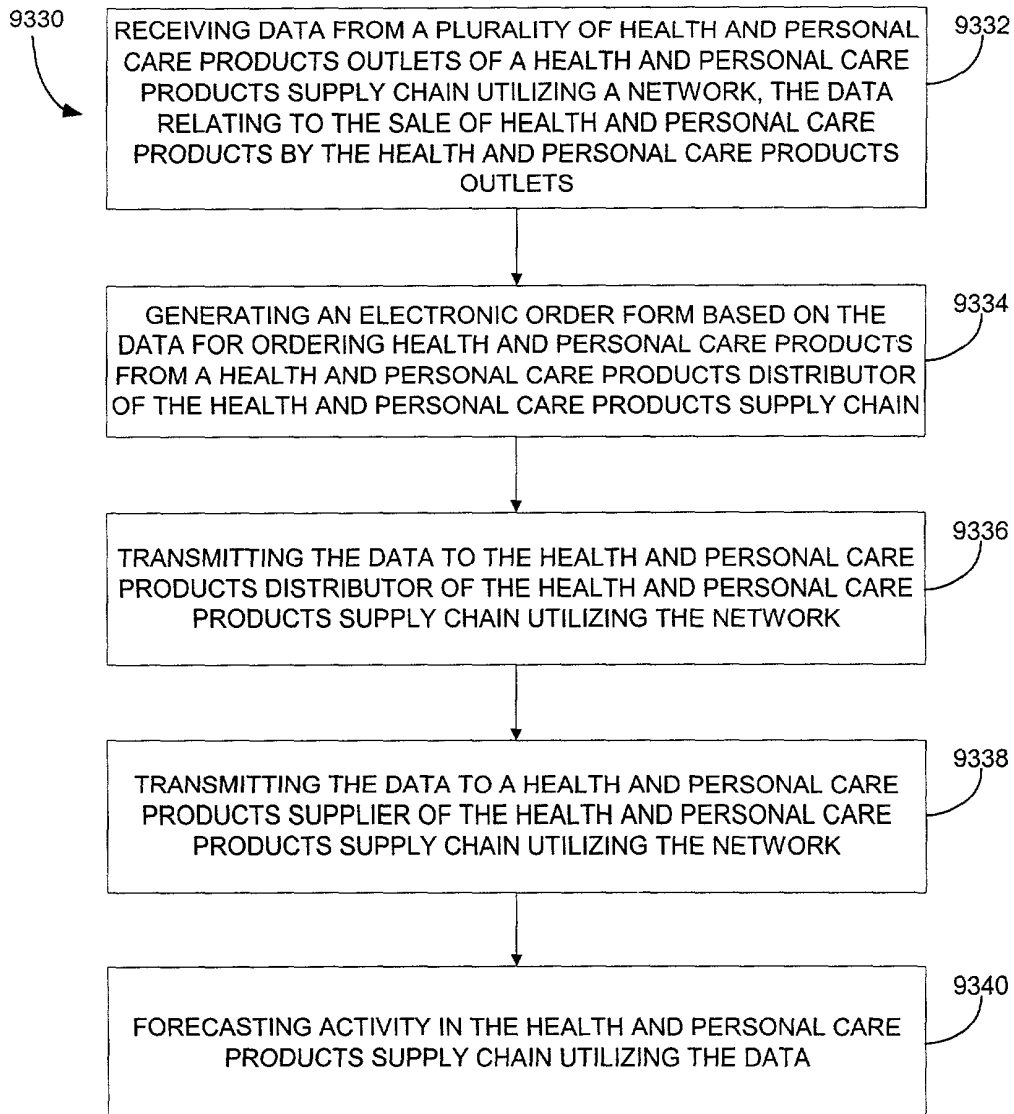 9330
RECEIVING DATA FROM A PLURALITY OF HEALTH AND PERSONAL
CARE PRODUCTS OUTLETS OF A HEALTH AND PERSONAL CARE
PRODUCTS SUPPLY CHAIN UTILIZING A NETWORK, THE DATA
RELATING TO THE SALE OF HEALTH AND PERSONAL CARE
PRODUCTS BY THE HEALTH AND PERSONAL CARE PRODUCTS
OUTLETS
9332
GENERATING AN ELECTRONIC ORDER FORM BASED ON THE
DATA FOR ORDERING HEALTH AND PERSONAL CARE PRODUCTS
FROM A HEALTH AND PERSONAL CARE PRODUCTS DISTRIBUTOR
OF THE HEALTH AND PERSONAL CARE PRODUCTS SUPPLY CHAIN
9334
TRANSMITTING THE DATA TO THE HEALTH AND PERSONAL CARE
PRODUCTS DISTRIBUTOR OF THE HEALTH AND PERSONAL CARE
PRODUCTS SUPPLY CHAIN UTILIZING THE NETWORK
9336
TRANSMITTING THE DATA TO A HEALTH AND PERSONAL CARE
PRODUCTS SUPPLIER OF THE HEALTH AND PERSONAL CARE
PRODUCTS SUPPLY CHAIN UTILIZING THE NETWORK
9338
FORECASTING ACTIVITY IN THE HEALTH AND PERSONAL CARE
PRODUCTS SUPPLY CHAIN UTILIZING THE DATA
9340